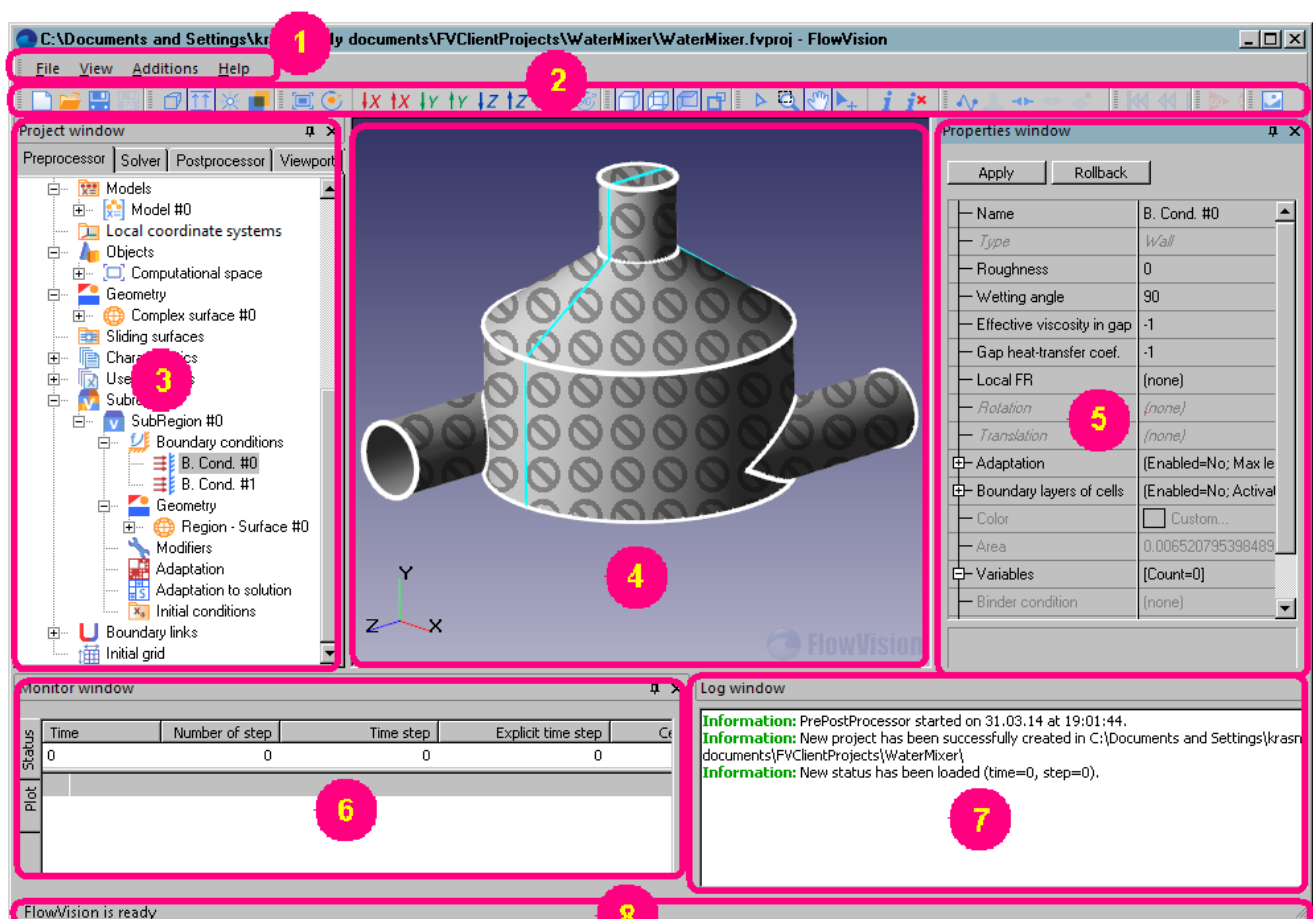 C:\Documents and Settings\kr ly documents\FVClientProjects\WaterMixer\WaterMixer.fvproj - FlowVision
1
File View Additions Help
2
X X Y Y Z Z
Project window
Preprocessor Solver Postprocessor Viewport
Models
Model #0
Local coordinate systems
Objects
Computational space
Geometry
Complex surface #0
Sliding surfaces
3
SubRegion #0
Boundary conditions
B. Cond. #0
B. Cond. #1
Geometry
Region - Surface #0
Modifiers
Adaptation
Adaptation to solution
Initial conditions
Boundary links
Initial grid
4
Y
Z X
FlowVision
Properties window
Apply Rollback
Name B. Cond. #0
Type Wall
Roughness 0
Wetting angle 90
Effective viscosity in gap -1
Gap heat-transfer coef. -1
Local FR (none)
Rotation (none)
5
Translation (none)
Adaptation (Enabled=No; Max le
Boundary layers of cells (Enabled=No; Activat
Color Custom...
Area 0.006520795398489
Variables [Count=0]
Binder condition (none)
Monitor window
Status
Plot
Time Number of step Time step Explicit time step Ce
0 0 0 0
6
Log window
Information: PrePostProcessor started on 31.03.14 at 19:01:44.
Information: New project has been successfully created in C:\Documents and Settings\krasn
documents\FVClientProjects\WaterMixer\
Information: New status has been loaded (time=0, step=0).
7
FlowVision is ready
8